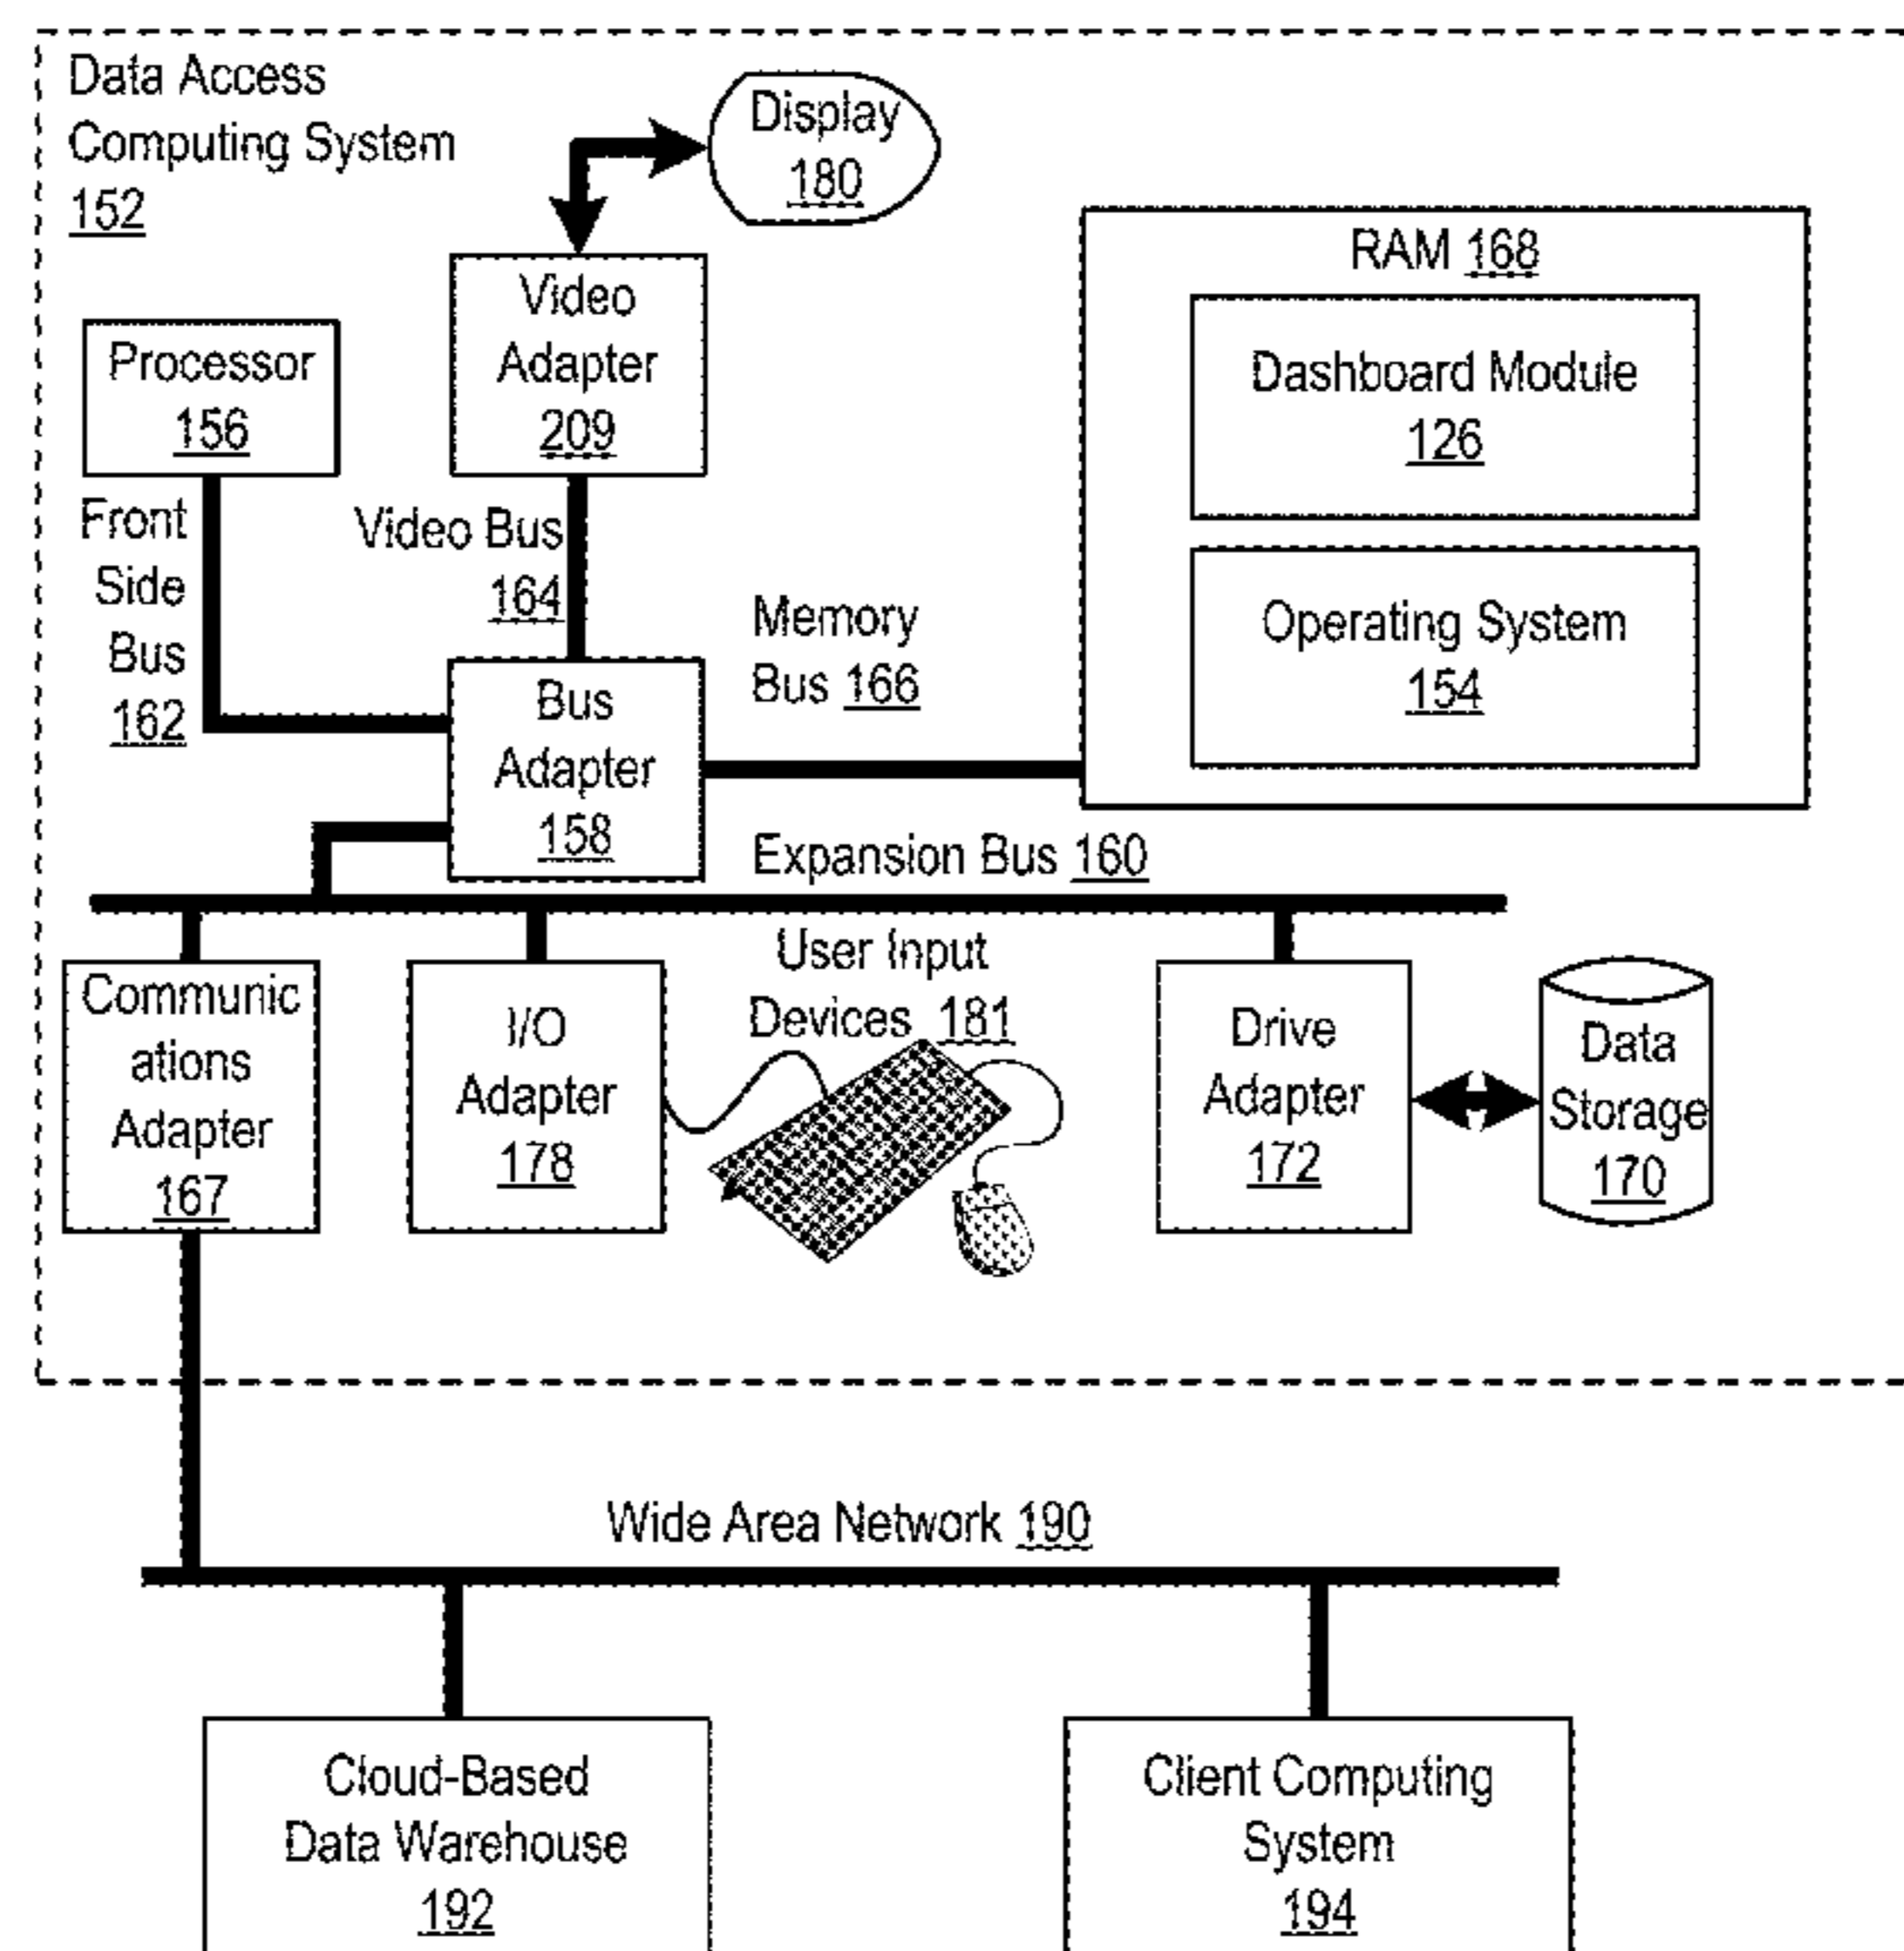 Data Access
Computing System
152
Display
180
RAM 168
Video
Adapter
209
Processor
156
Dashboard Module
126
Front
Side
Bus
162
Video Bus
164
Memory
Bus 166
Operating System
154
Bus
Adapter
158
Expansion Bus 160
Communic
ations
Adapter
167
I/O
Adapter
178
User Input
Devices 181
Drive
Adapter
172
Data
Storage
170
Wide Area Network 190
Cloud-Based
Data Warehouse
192
Client Computing
System
194